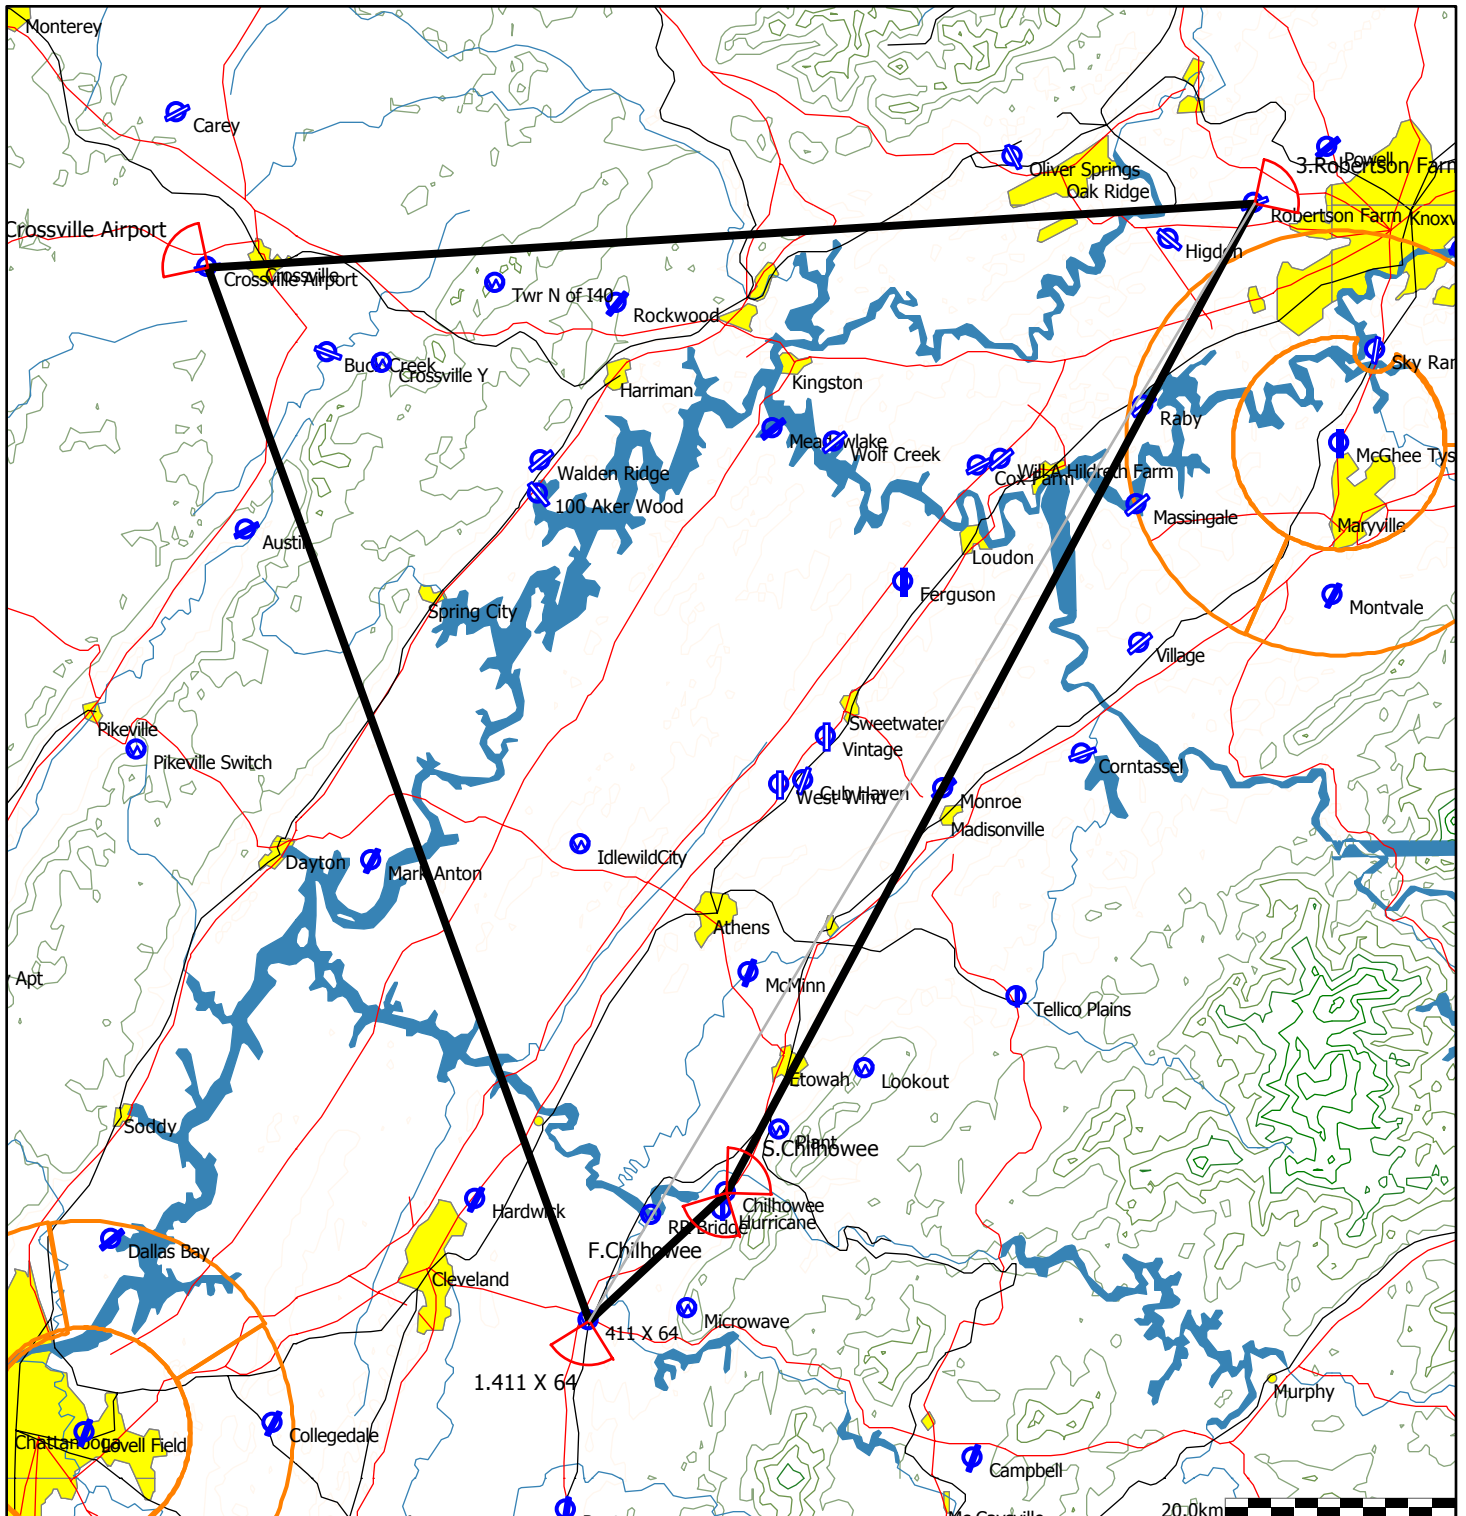 Monterey
Carey
Powell
3.Robertson Farm
Oliver Springs
Oak Ridge
Robertson Farm
Knoxv
Crossville Airport
Higdon
Crossville
Crossville Airport
Twr N of I40
Rockwood
Buck Creek
Crossville Y
Sky Ran
Harriman
Kingston
Raby
Meadowlake
Wolf Creek
McGhee Tys
Walden Ridge
Will A Hildreth Farm
Cox Farm
100 Aker Wood
Massingale
Maryville
Austin
Loudon
Ferguson
Spring City
Montvale
Village
Sweetwater
Pikeville
Vintage
Pikeville Switch
Corntassel
Cub Haven
West Wind
Monroe
Madisonville
IdlewildCity
Dayton
Mark Anton
Athens
Apt
McMinn
Tellico Plains
Etowah
Lookout
Soddy
Plant
S.Chilhowee
Chilhowee
Hardwick
RR Bridge
Hurricane
Dallas Bay
F.Chilhowee
Cleveland
Microwave
411 X 64
1.411 X 64
Murphy
Collegedale
Chattanooga
Lovell Field
Campbell
20.0km